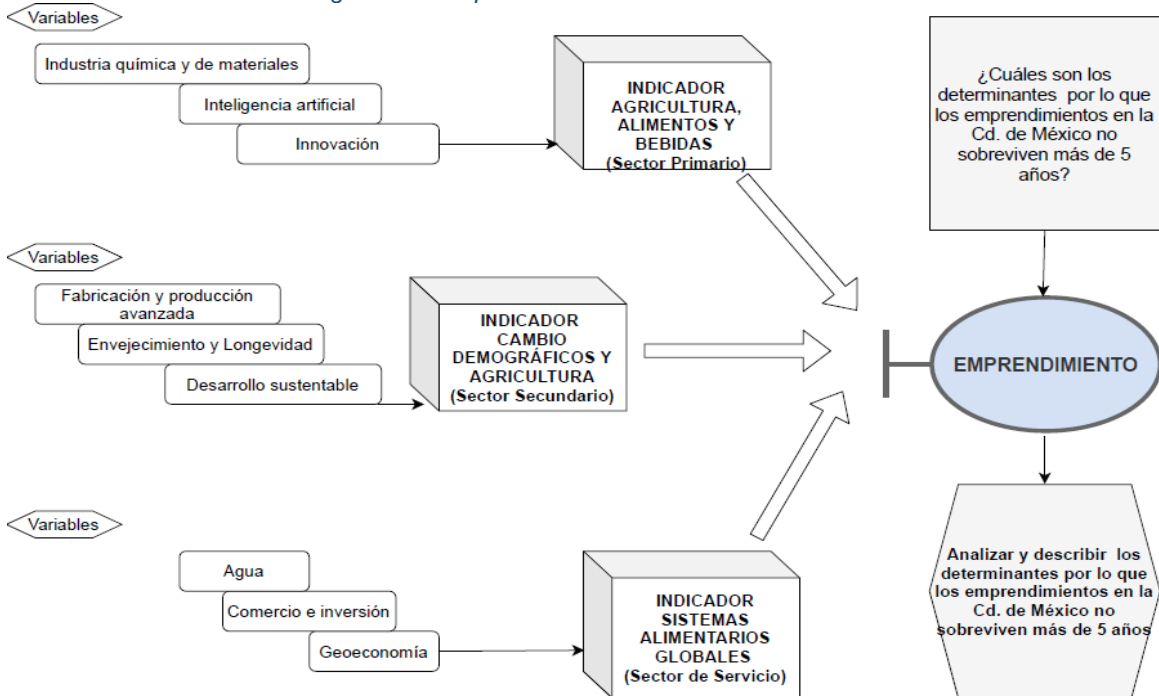 Variables
Industria química y de materiales
Inteligencia artificial
Innovación
INDICADOR
AGRICULTURA,
ALIMENTOS Y
BEBIDAS
(Sector Primario)
¿Cuáles son los
determinantes por lo que
los emprendimientos en la
Cd. de México no
sobreviven más de 5
años?
Variables
Fabricación y producción
avanzada
Envejecimiento y Longevidad
Desarrollo sustentable
INDICADOR
CAMBIO
DEMOGRÁFICOS Y
AGRICULTURA
(Sector Secundario)
EMPRENDIMIENTO
Variables
Agua
Comercio e inversión
Geoeconomía
INDICADOR
SISTEMAS
ALIMENTARIOS
GLOBALES
(Sector de Servicio)
Analizar y describir los
determinantes por lo que
los emprendimientos en la
Cd. de México no
sobreviven más de 5 años